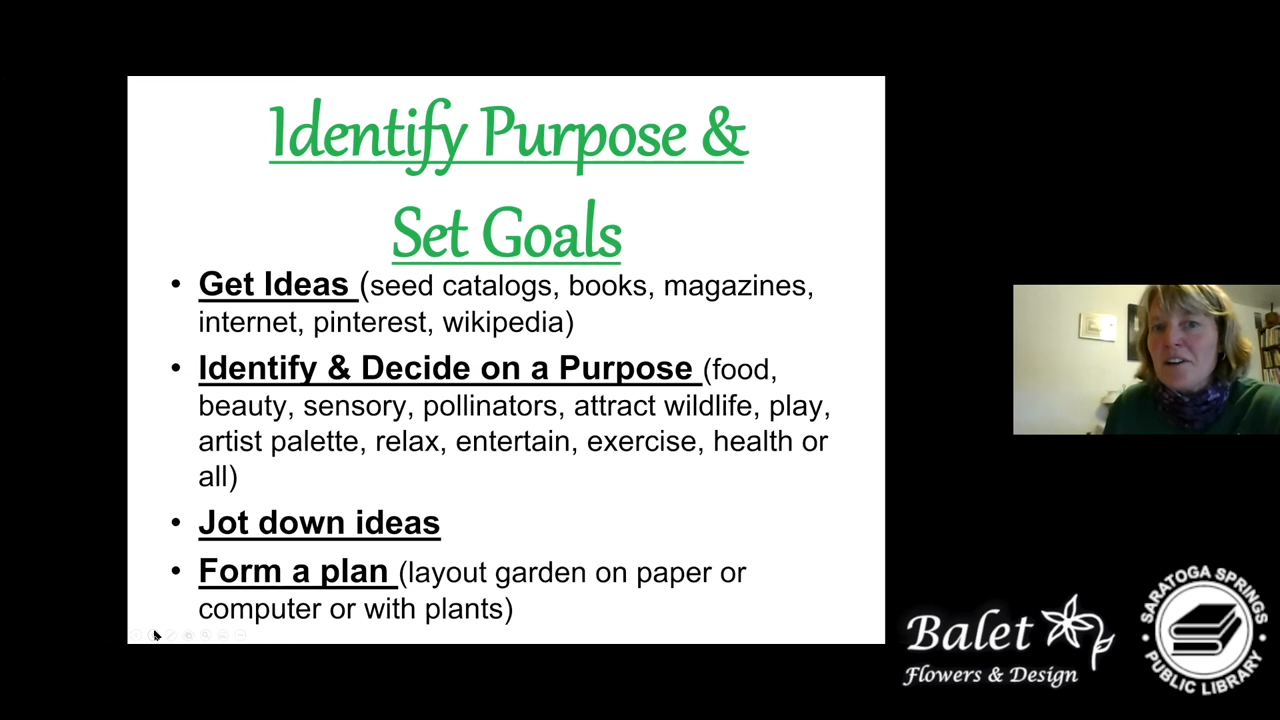 Identify Purpose &
Set Goals
• Get Ideas (seed catalogs, books, magazines,
internet, pinterest, wikipedia)
• Identify & Decide on a Purpose (food,
beauty, sensory, pollinators, attract wildlife, play,
artist palette, relax, entertain, exercise, health or
all)
• Jot down ideas
• Form a plan (layout garden on paper or
computer or with plants)
Balet
Flowers & Design
SARATOGA SPRINGS
• PUBLIC LIBRARY •